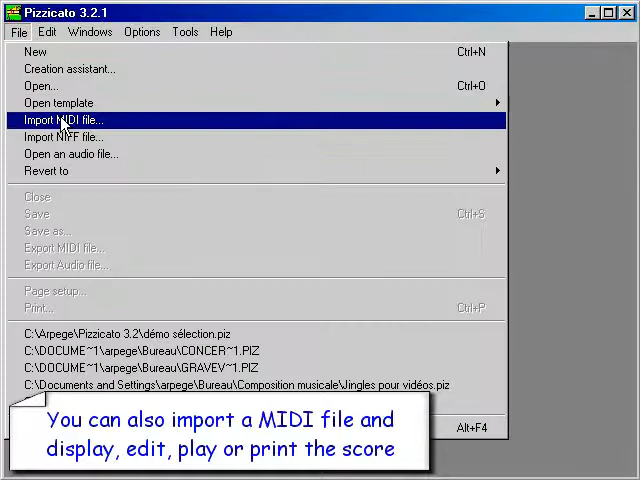 Pizzicato 3.2.1
File Edit Windows Options Tools Help
New Ctrl+N
Creation assistant...
Open... Ctrl+O
Open template
Import MIDI file...
Import NIFF file...
Open an audio file...
Revert to
Close
Save Ctrl+S
Save as...
Export MIDI file...
Export Audio file...
Page setup...
Print... Ctrl+P
C:\Arpege\Pizzicato 3.2\démo sélection.piz
C:\DOCUME~1\arpege\Bureau\CONCER~1.PIZ
C:\DOCUME~1\arpege\Bureau\GRAVEV~1.PIZ
C:\Documents and Settings\arpege\Bureau\Composition musicale\Jingles pour vidéos.piz
Alt+F4
You can also import a MIDI file and
display, edit, play or print the score